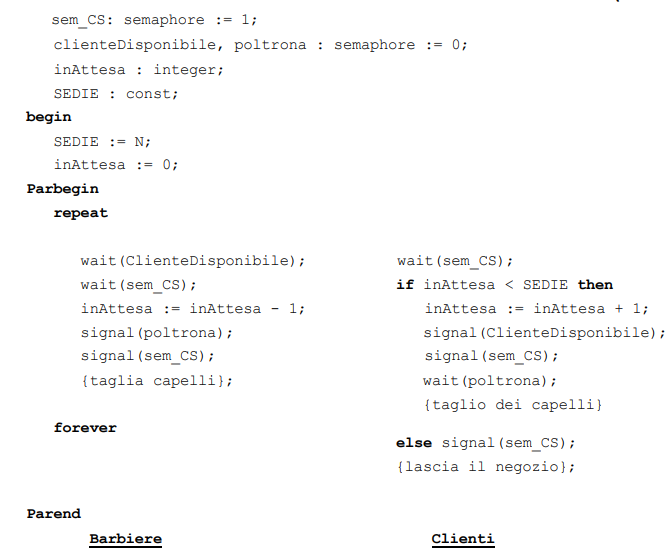 sem_CS: semaphore := 1;
clienteDisponibile, poltrona : semaphore := 0;
inAttesa : integer;
SEDIE : const;
begin
SEDIE := N;
inAttesa := 0;
Parbegin
repeat
wait(ClienteDisponibile);
wait(sem_CS);
inAttesa := inAttesa - 1;
signal(poltrona);
signal(sem_CS);
{taglia capelli};
forever
wait(sem_CS);
if inAttesa < SEDIE then
inAttesa := inAttesa + 1;
signal(ClienteDisponibile);
signal(sem_CS);
wait(poltrona);
{taglio dei capelli}
else signal(sem_CS);
{lascia il negozio};
Parend
Barbiere
Clienti